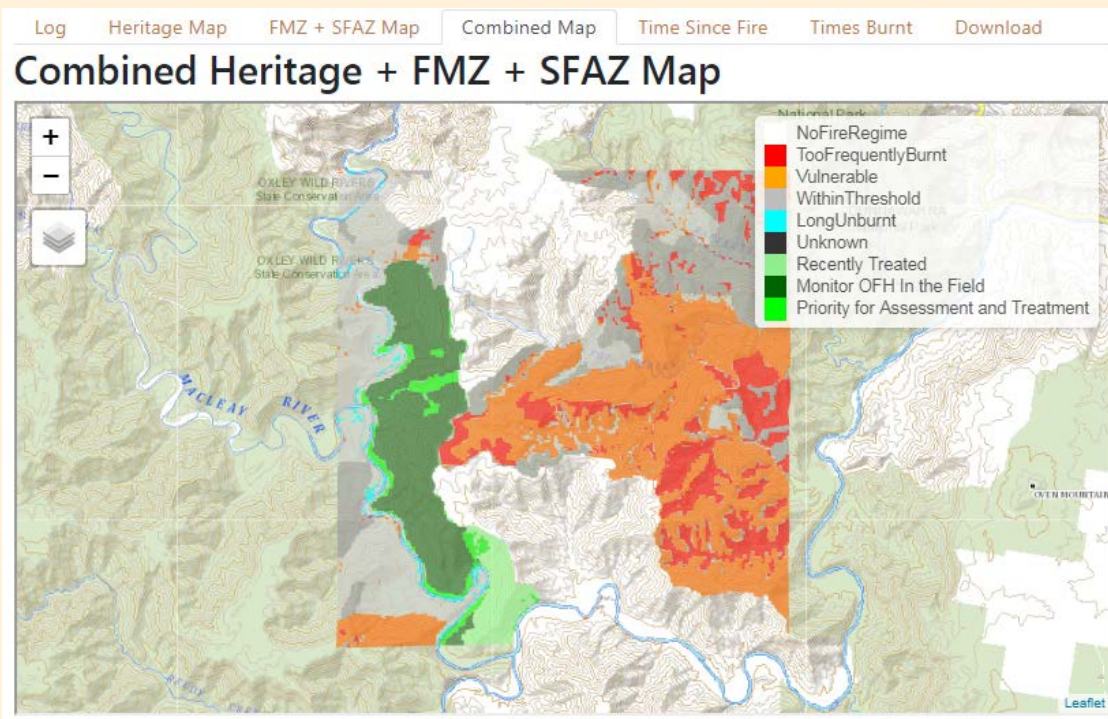 Log Heritage Map FMZ + SFAZ Map Combined Map Time Since Fire Times Burnt Download
Combined Heritage + FMZ + SFAZ Map
+
−
National Park
NoFireRegime
TooFrequentlyBurnt
Vulnerable
WithinThreshold
LongUnburnt
Unknown
Recently Treated
Monitor OFH In the Field
Priority for Assessment and Treatment
OXLEY WILD RIVERS
State Conservation Area
OXLEY WILD RIVERS
State Conservation Area
MACLEAY RIVER
OVEN MOUNTAIN
Leaflet